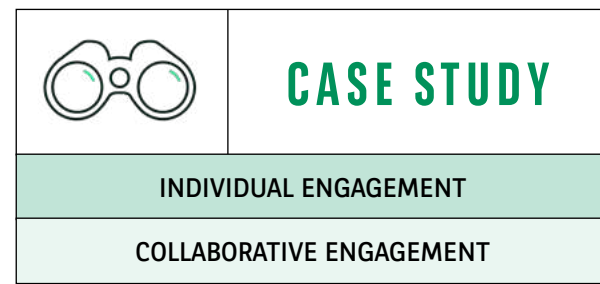 CASE STUDY
INDIVIDUAL ENGAGEMENT
COLLABORATIVE ENGAGEMENT